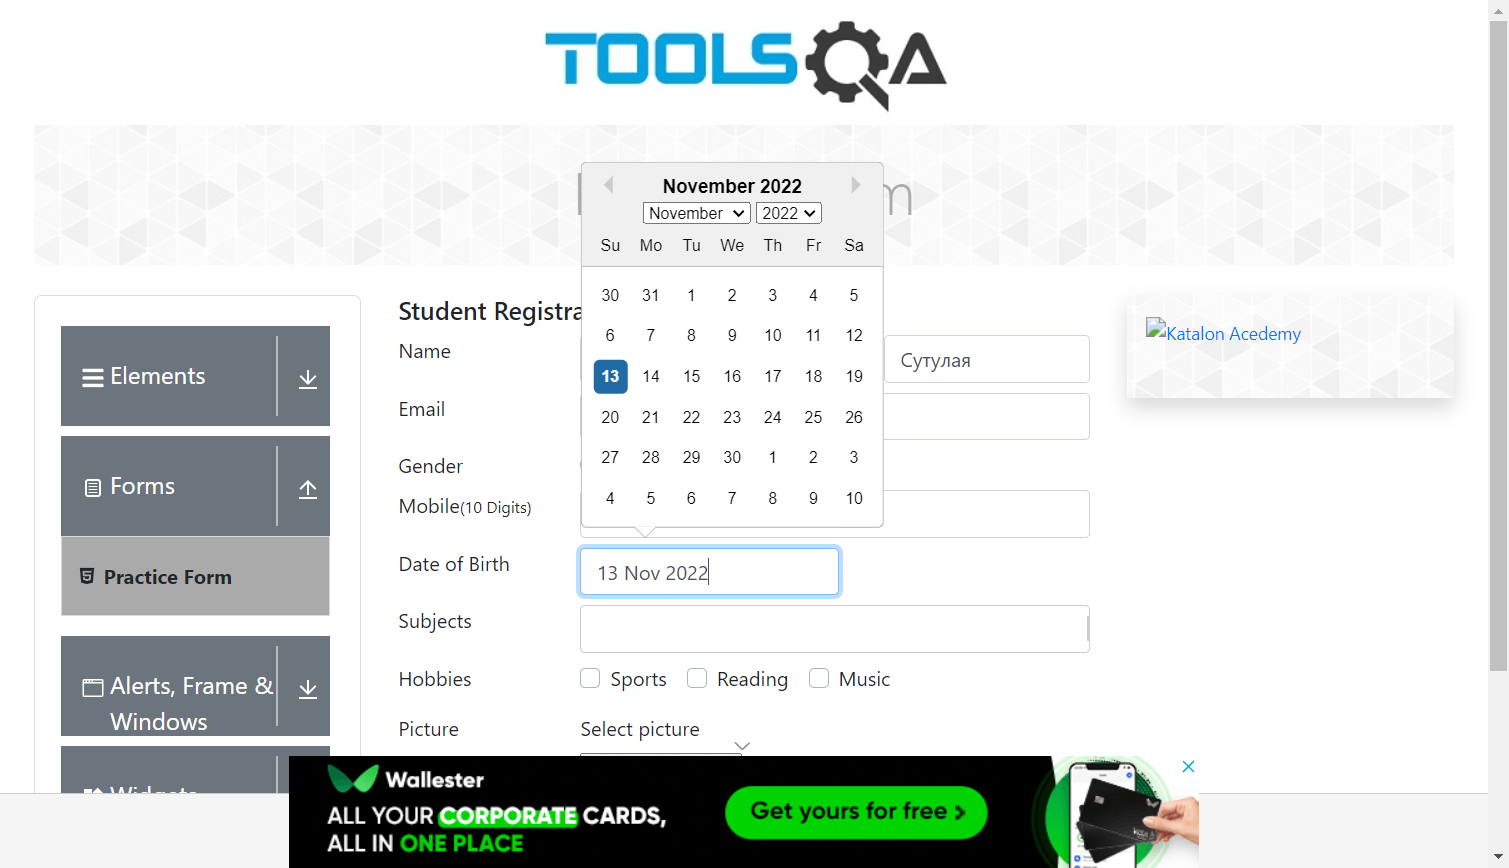 TOOLSQA
November 2022
November 2022
Su Mo Tu We Th Fr Sa
30 31 1 2 3 4 5
6 7 8 9 10 11 12
13 14 15 16 17 18 19
20 21 22 23 24 25 26
27 28 29 30 1 2 3
4 5 6 7 8 9 10
Elements
Forms
Practice Form
Alerts, Frame &
Windows
Widgets
Student Registra
Name
Сутулая
Email
Gender
Mobile(10 Digits)
Date of Birth
13 Nov 2022
Subjects
Hobbies
Sports Reading Music
Picture
Select picture
Katalon Acedemy
Wallester
ALL YOUR CORPORATE CARDS,
ALL IN ONE PLACE
Get yours for free >